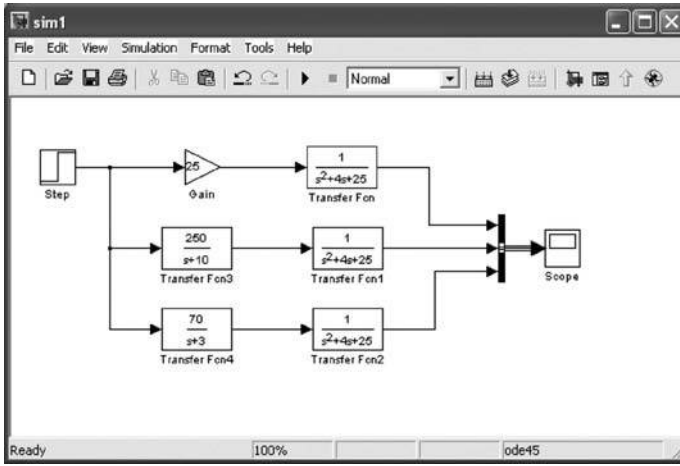 sim1
File Edit View Simulation Format Tools Help
Normal
Step
25
Gain
1
s²+4s+25
Transfer Fcn
250
s+10
Transfer Fcn3
1
s²+4s+25
Transfer Fcn1
Scope
70
s+3
Transfer Fcn4
1
s²+4s+25
Transfer Fcn2
Ready 100% ode45